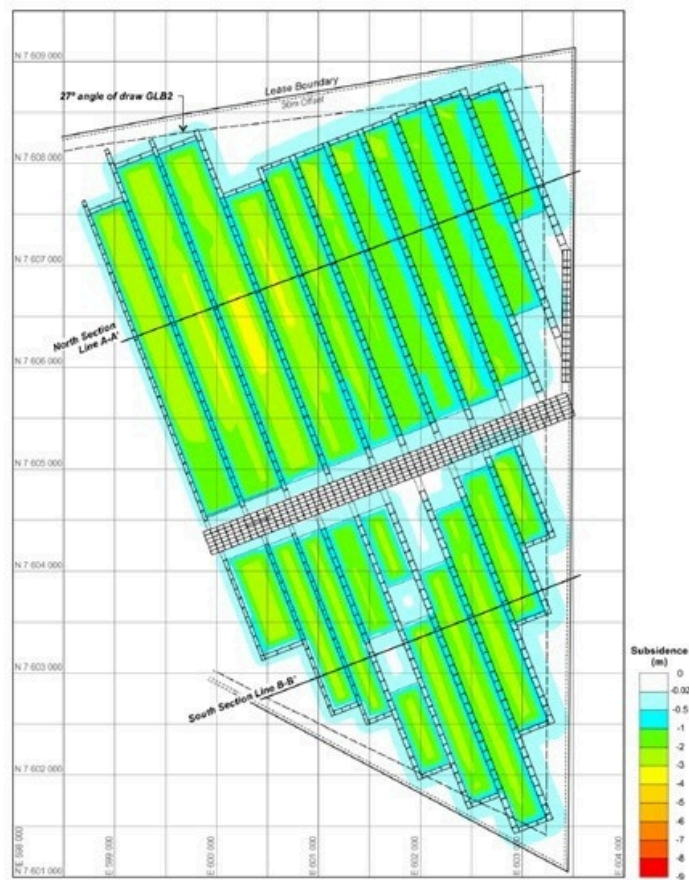 N 7 609 000
Lease Boundary
50m Offset
27° angle of draw GLB2
N 7 608 000
N 7 607 000
North Section
Line A-A'
N 7 606 000
N 7 605 000
N 7 604 000
N 7 603 000
South Section Line B-B'
N 7 602 000
N 7 601 000
E 598 000
E 599 000
E 600 000
E 601 000
E 602 000
E 603 000
E 604 000
Subsidence
(m)
0
-0.02
-0.5
-1
-2
-3
-4
-5
-6
-7
-8
-9